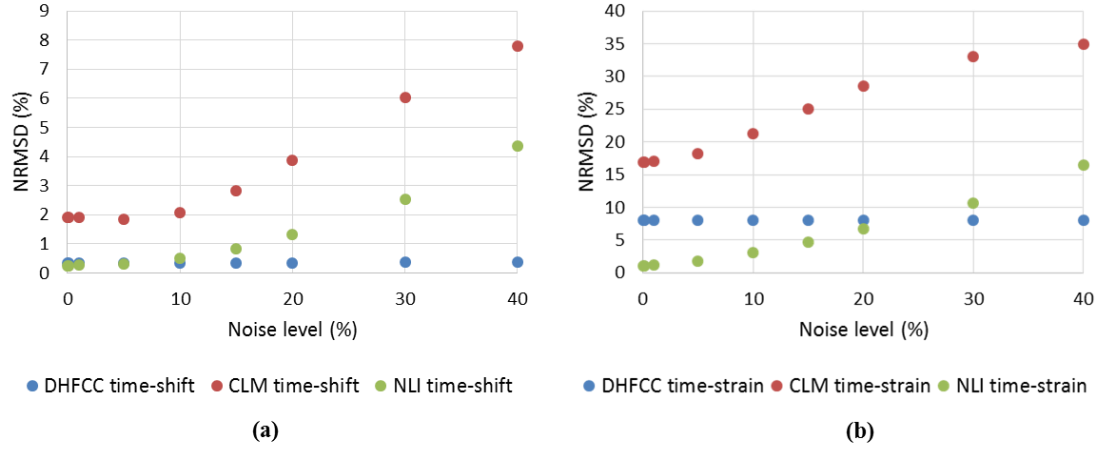 9
8
7
6
5
4
3
2
1
0
NRMSD (%)
0 10 20 30 40
Noise level (%)
DHFCC time-shift CLM time-shift NLI time-shift
(a)
40
35
30
25
20
15
10
5
0
NRMSD (%)
0 10 20 30 40
Noise level (%)
DHFCC time-strain CLM time-strain NLI time-strain
(b)